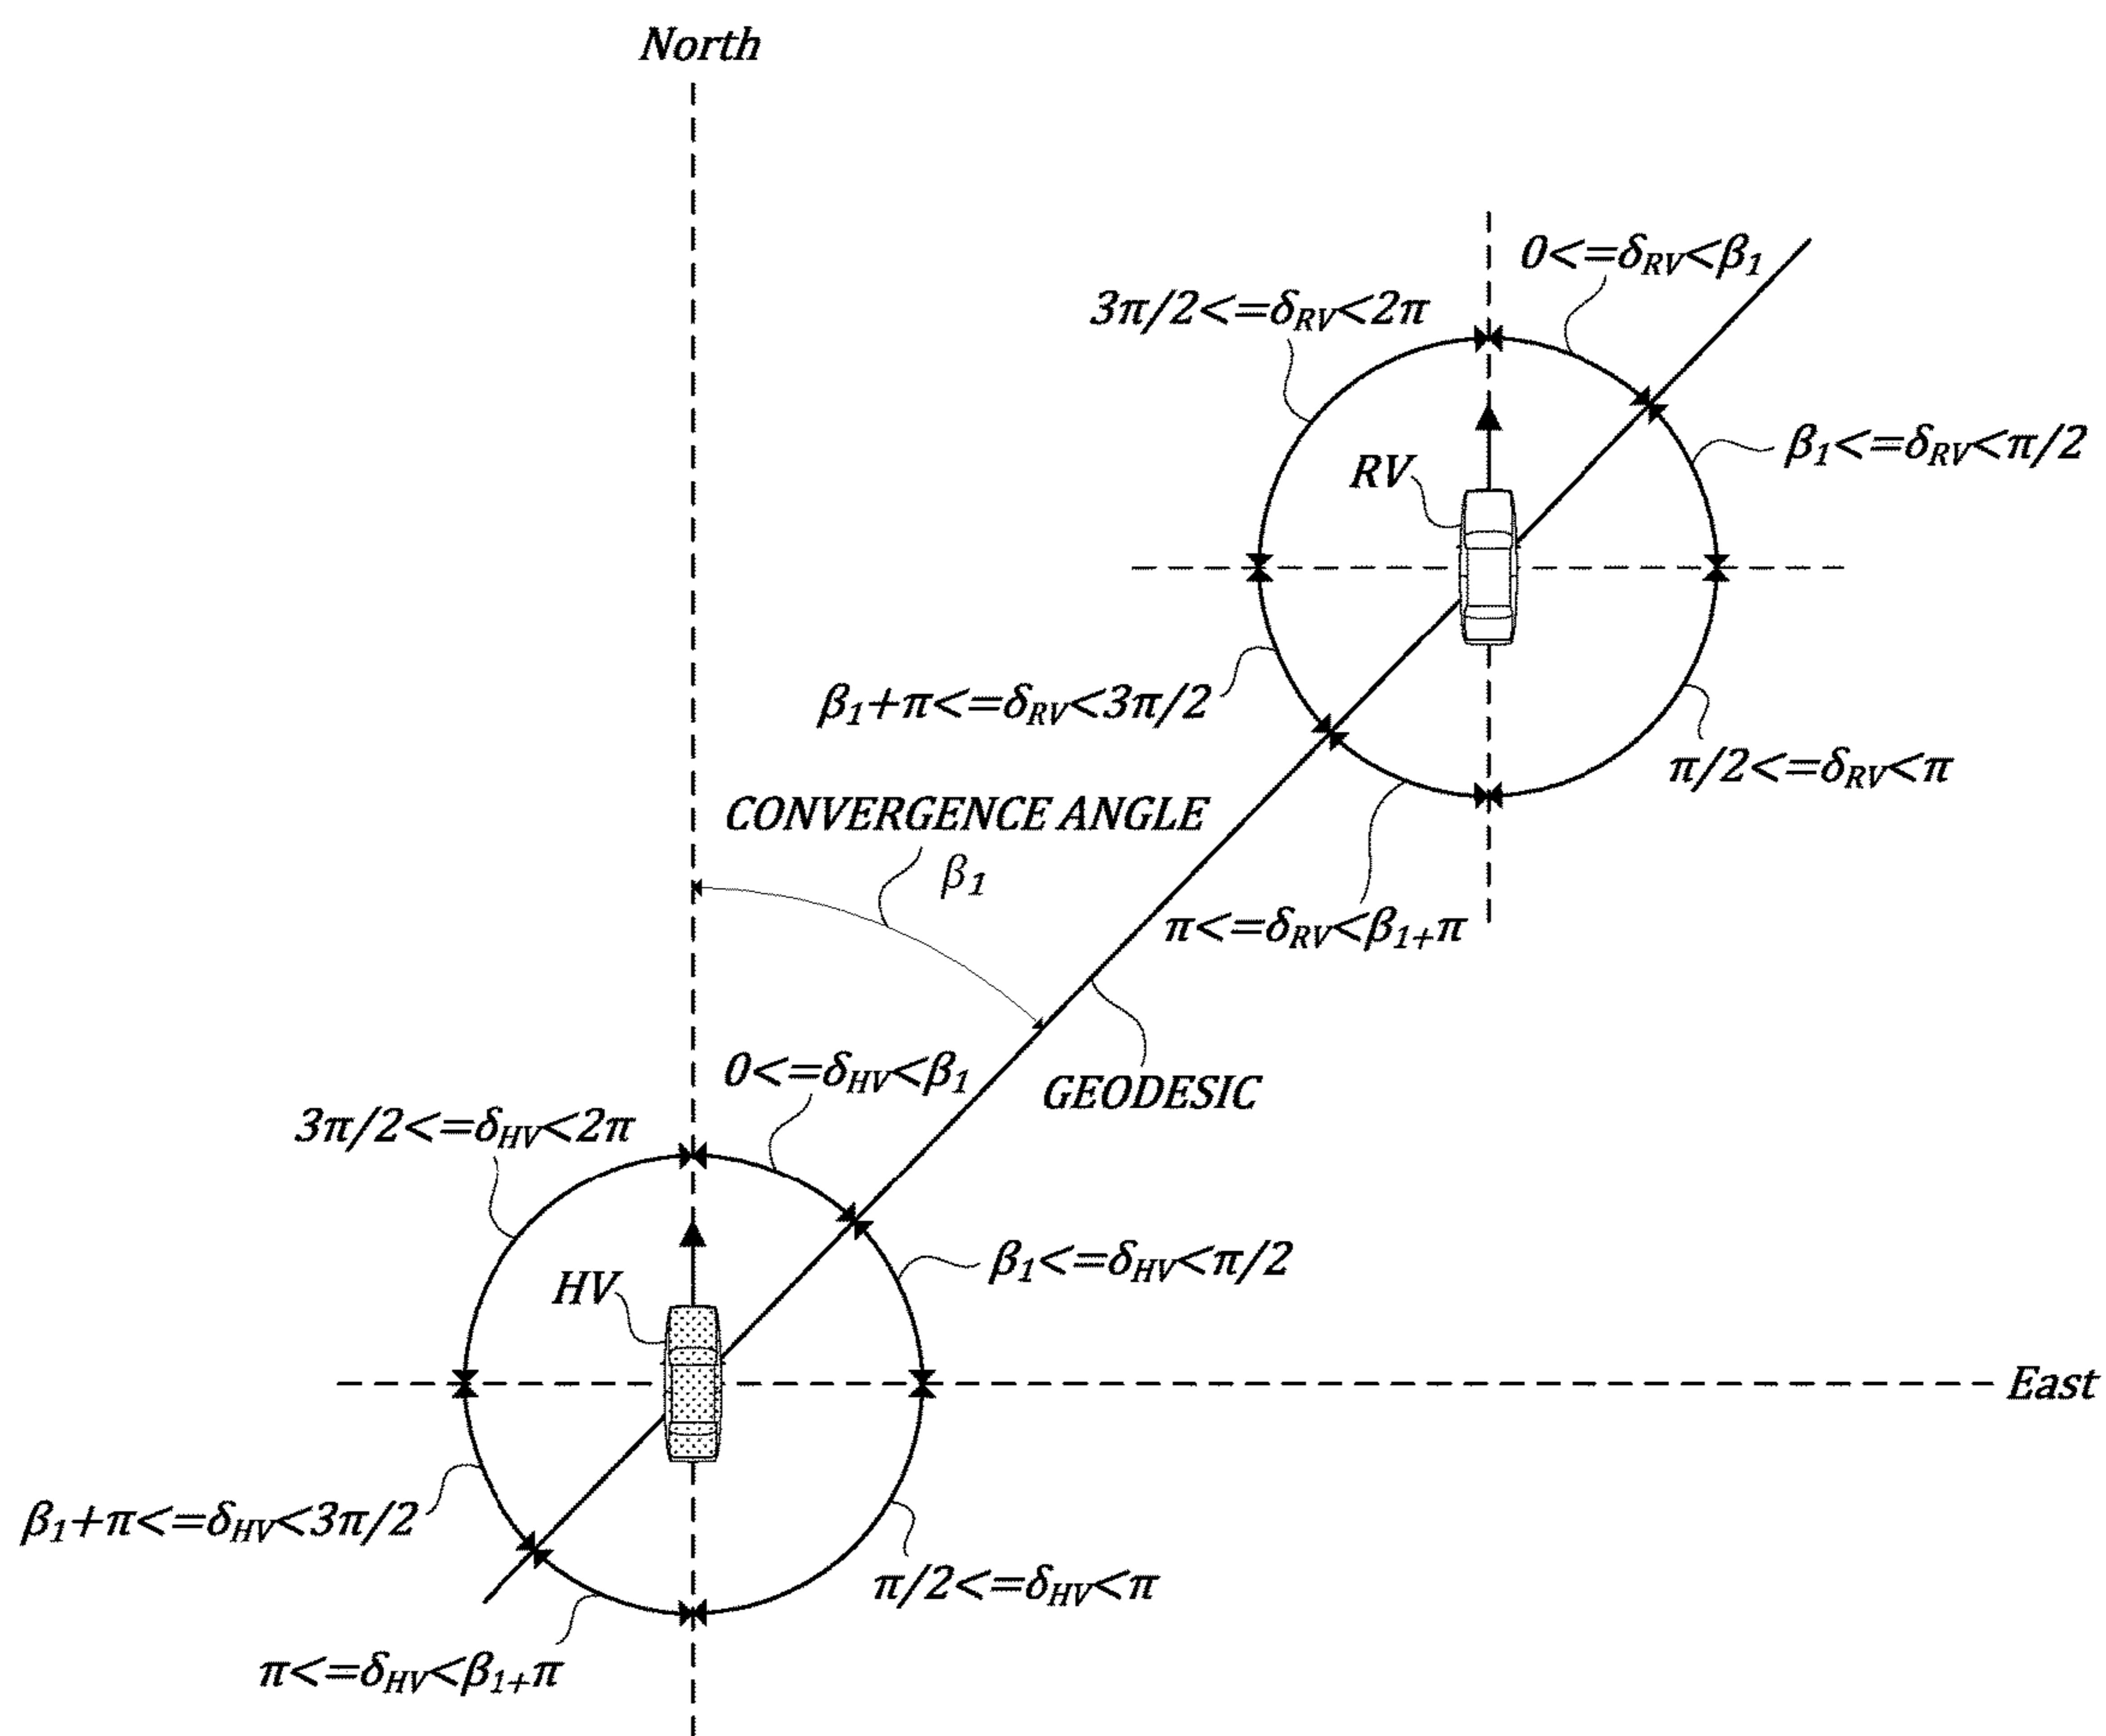 North
0<=δRV<β1
3π/2<=δRV<2π
β1<=δRV<π/2
RV
β1+π<=δRV<3π/2
π/2<=δRV<π
CONVERGENCE ANGLE
β1
π<=δRV<β1+π
0<=δHV<β1
GEODESIC
3π/2<=δHV<2π
β1<=δHV<π/2
HV
East
β1+π<=δHV<3π/2
π/2<=δHV<π
π<=δHV<β1+π